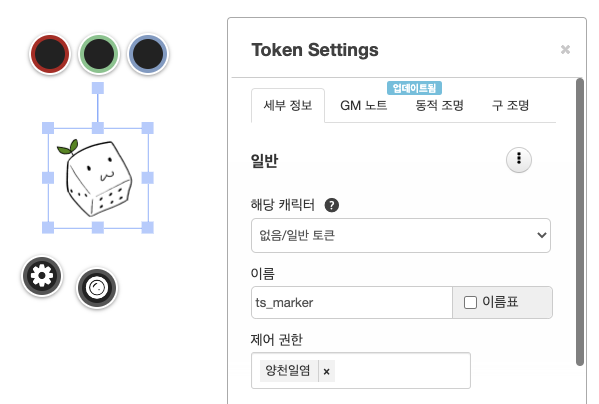 Token Settings
×
업데이트됨
세부 정보 GM 노트 동적 조명 구 조명
일반
해당 캐릭터 ?
없음/일반 토큰
이름
ts_marker 이름표
제어 권한
양천일염 ×